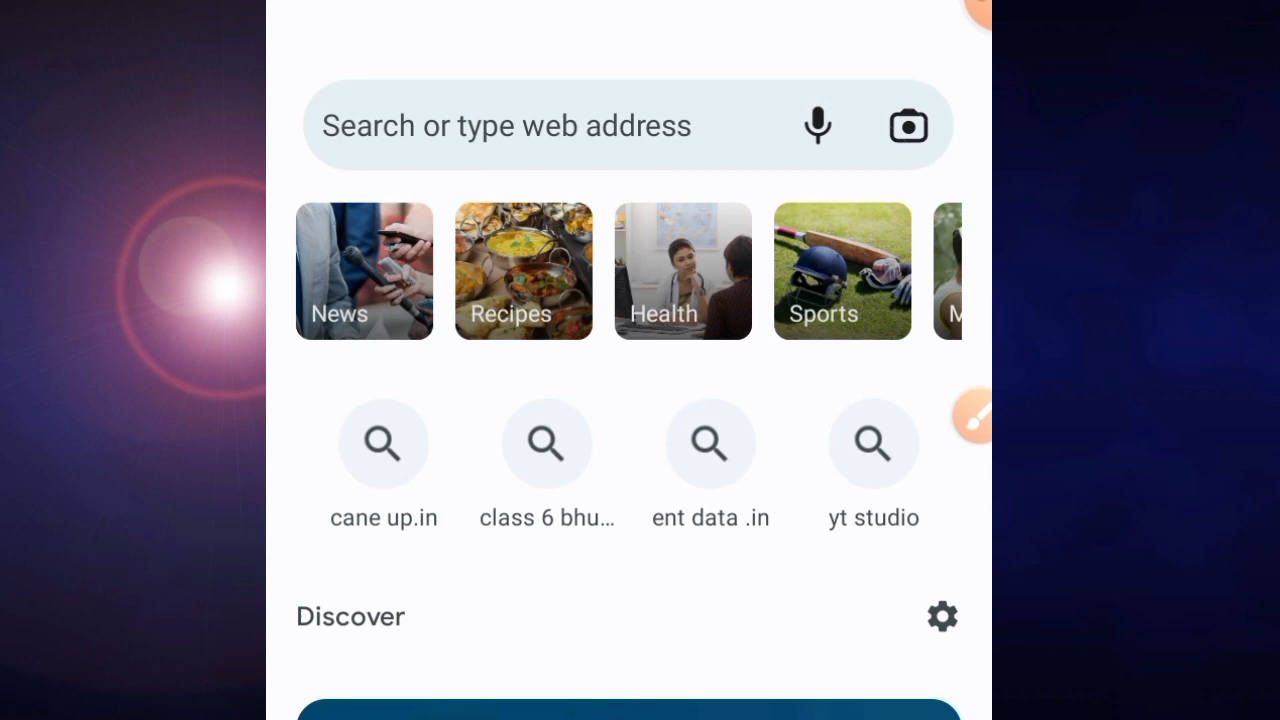 Search or type web address
News
Recipes
Health
Sports
M
cane up.in
class 6 bhu...
ent data .in
yt studio
Discover